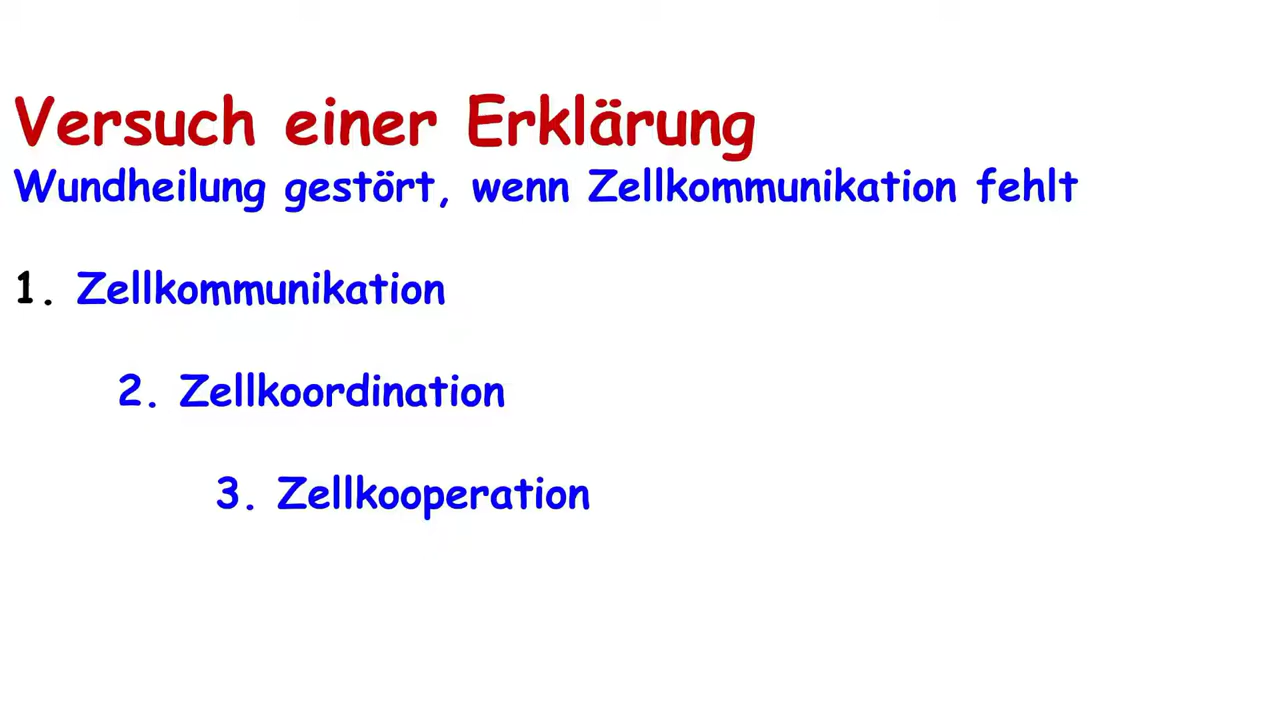 Versuch einer Erklärung
Wundheilung gestört, wenn Zellkommunikation fehlt
1. Zellkommunikation
2. Zellkoordination
3. Zellkooperation